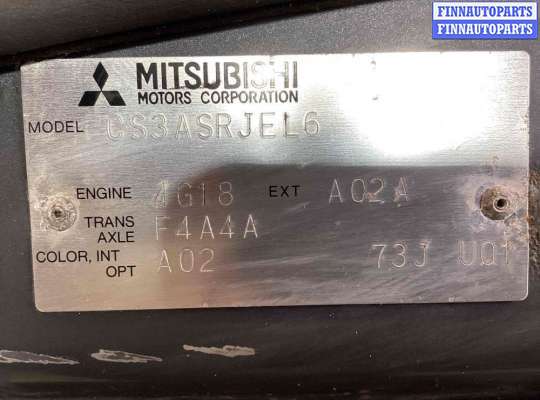 FINNAUTOPARTS
FINNAUTOPARTS
MITSUBISHI
MOTORS CORPORATION
MODEL CS3ASRJEL6
ENGINE 4G18 EXT A02A
TRANS
AXLE F4A4A
COLOR, INT A02 73J U01
OPT